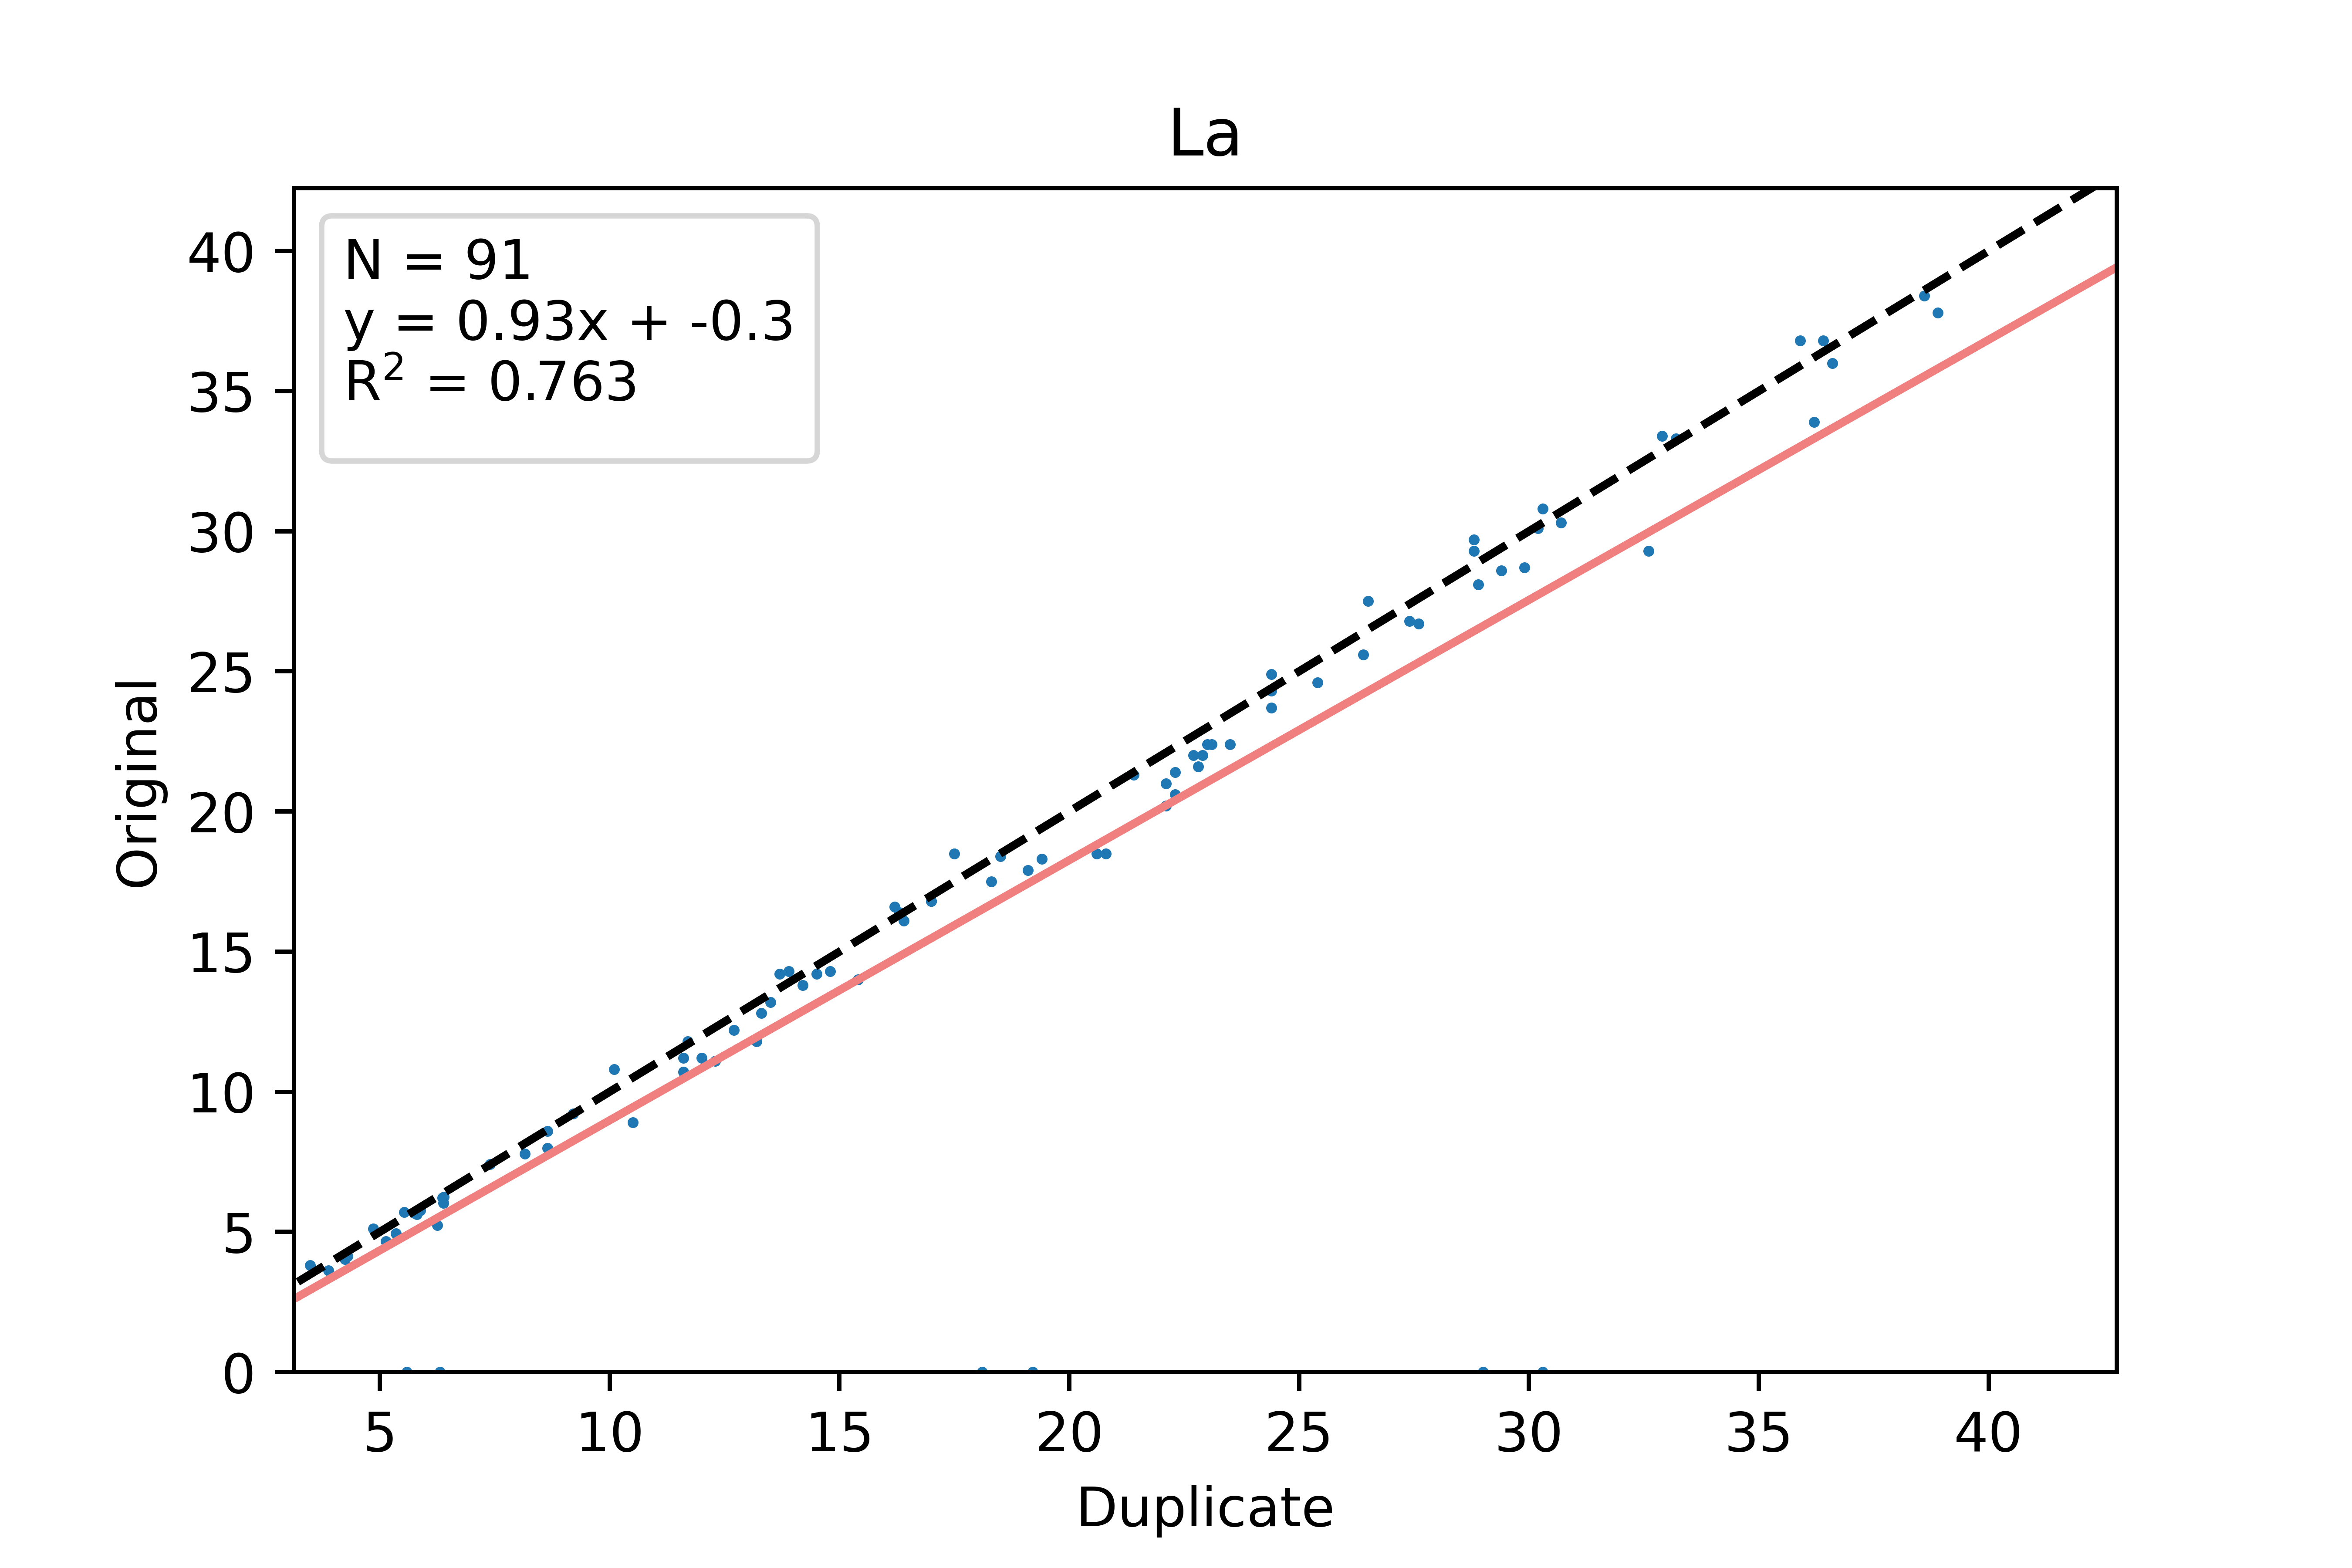 La
N = 91
y = 0.93x + -0.3
R² = 0.763
40
35
30
25
20
15
10
5
0
Original
5 10 15 20 25 30 35 40
Duplicate